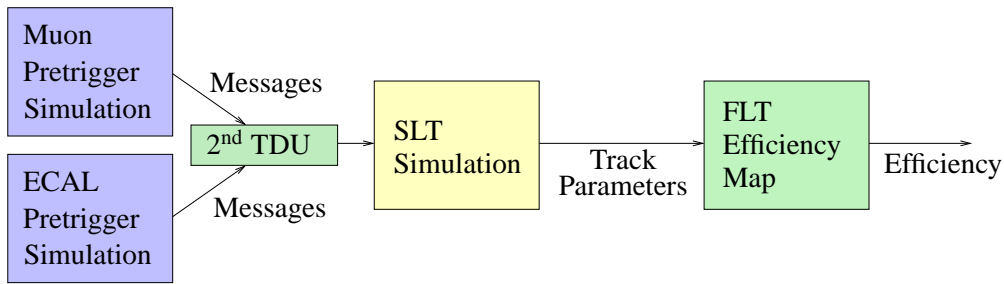 Muon
Pretrigger
Simulation
Messages
ECAL
Pretrigger
Simulation
Messages
2nd TDU
SLT
Simulation
Track
Parameters
FLT
Efficiency
Map
Efficiency